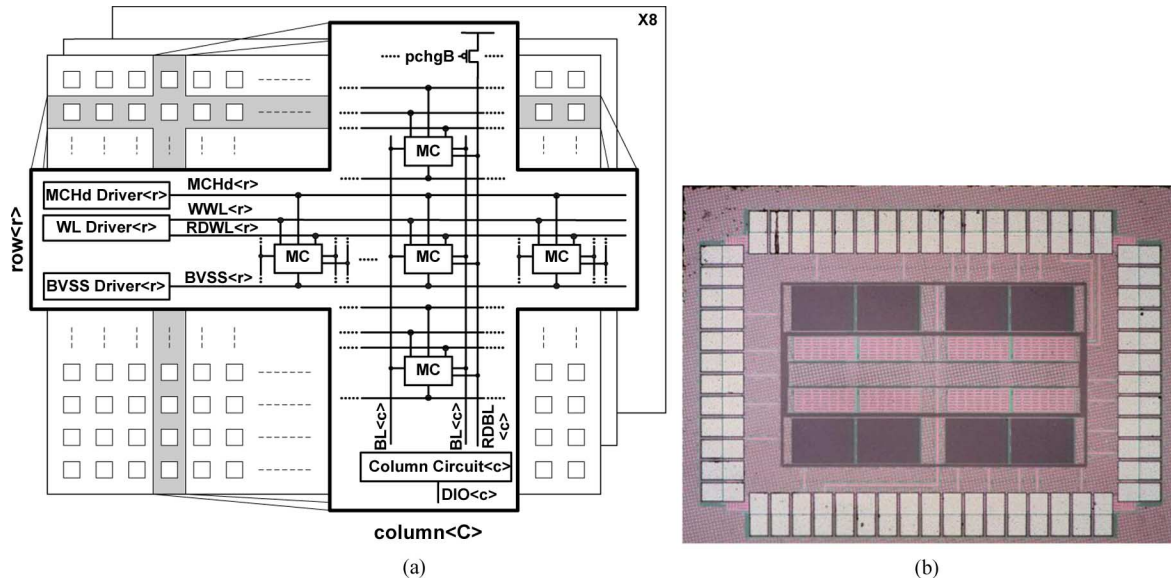 X8
pchgB
MC
MCHd Driver<r>
MCHd<r>
WWL<r>
WL Driver<r>
RDWL<r>
row<r>
MC
MC
MC
BVSS Driver<r>
BVSS<r>
MC
BL<c>
BL<c>
RDBL
<c>
Column Circuit<c>
DIO<c>
column<C>
(a)
(b)